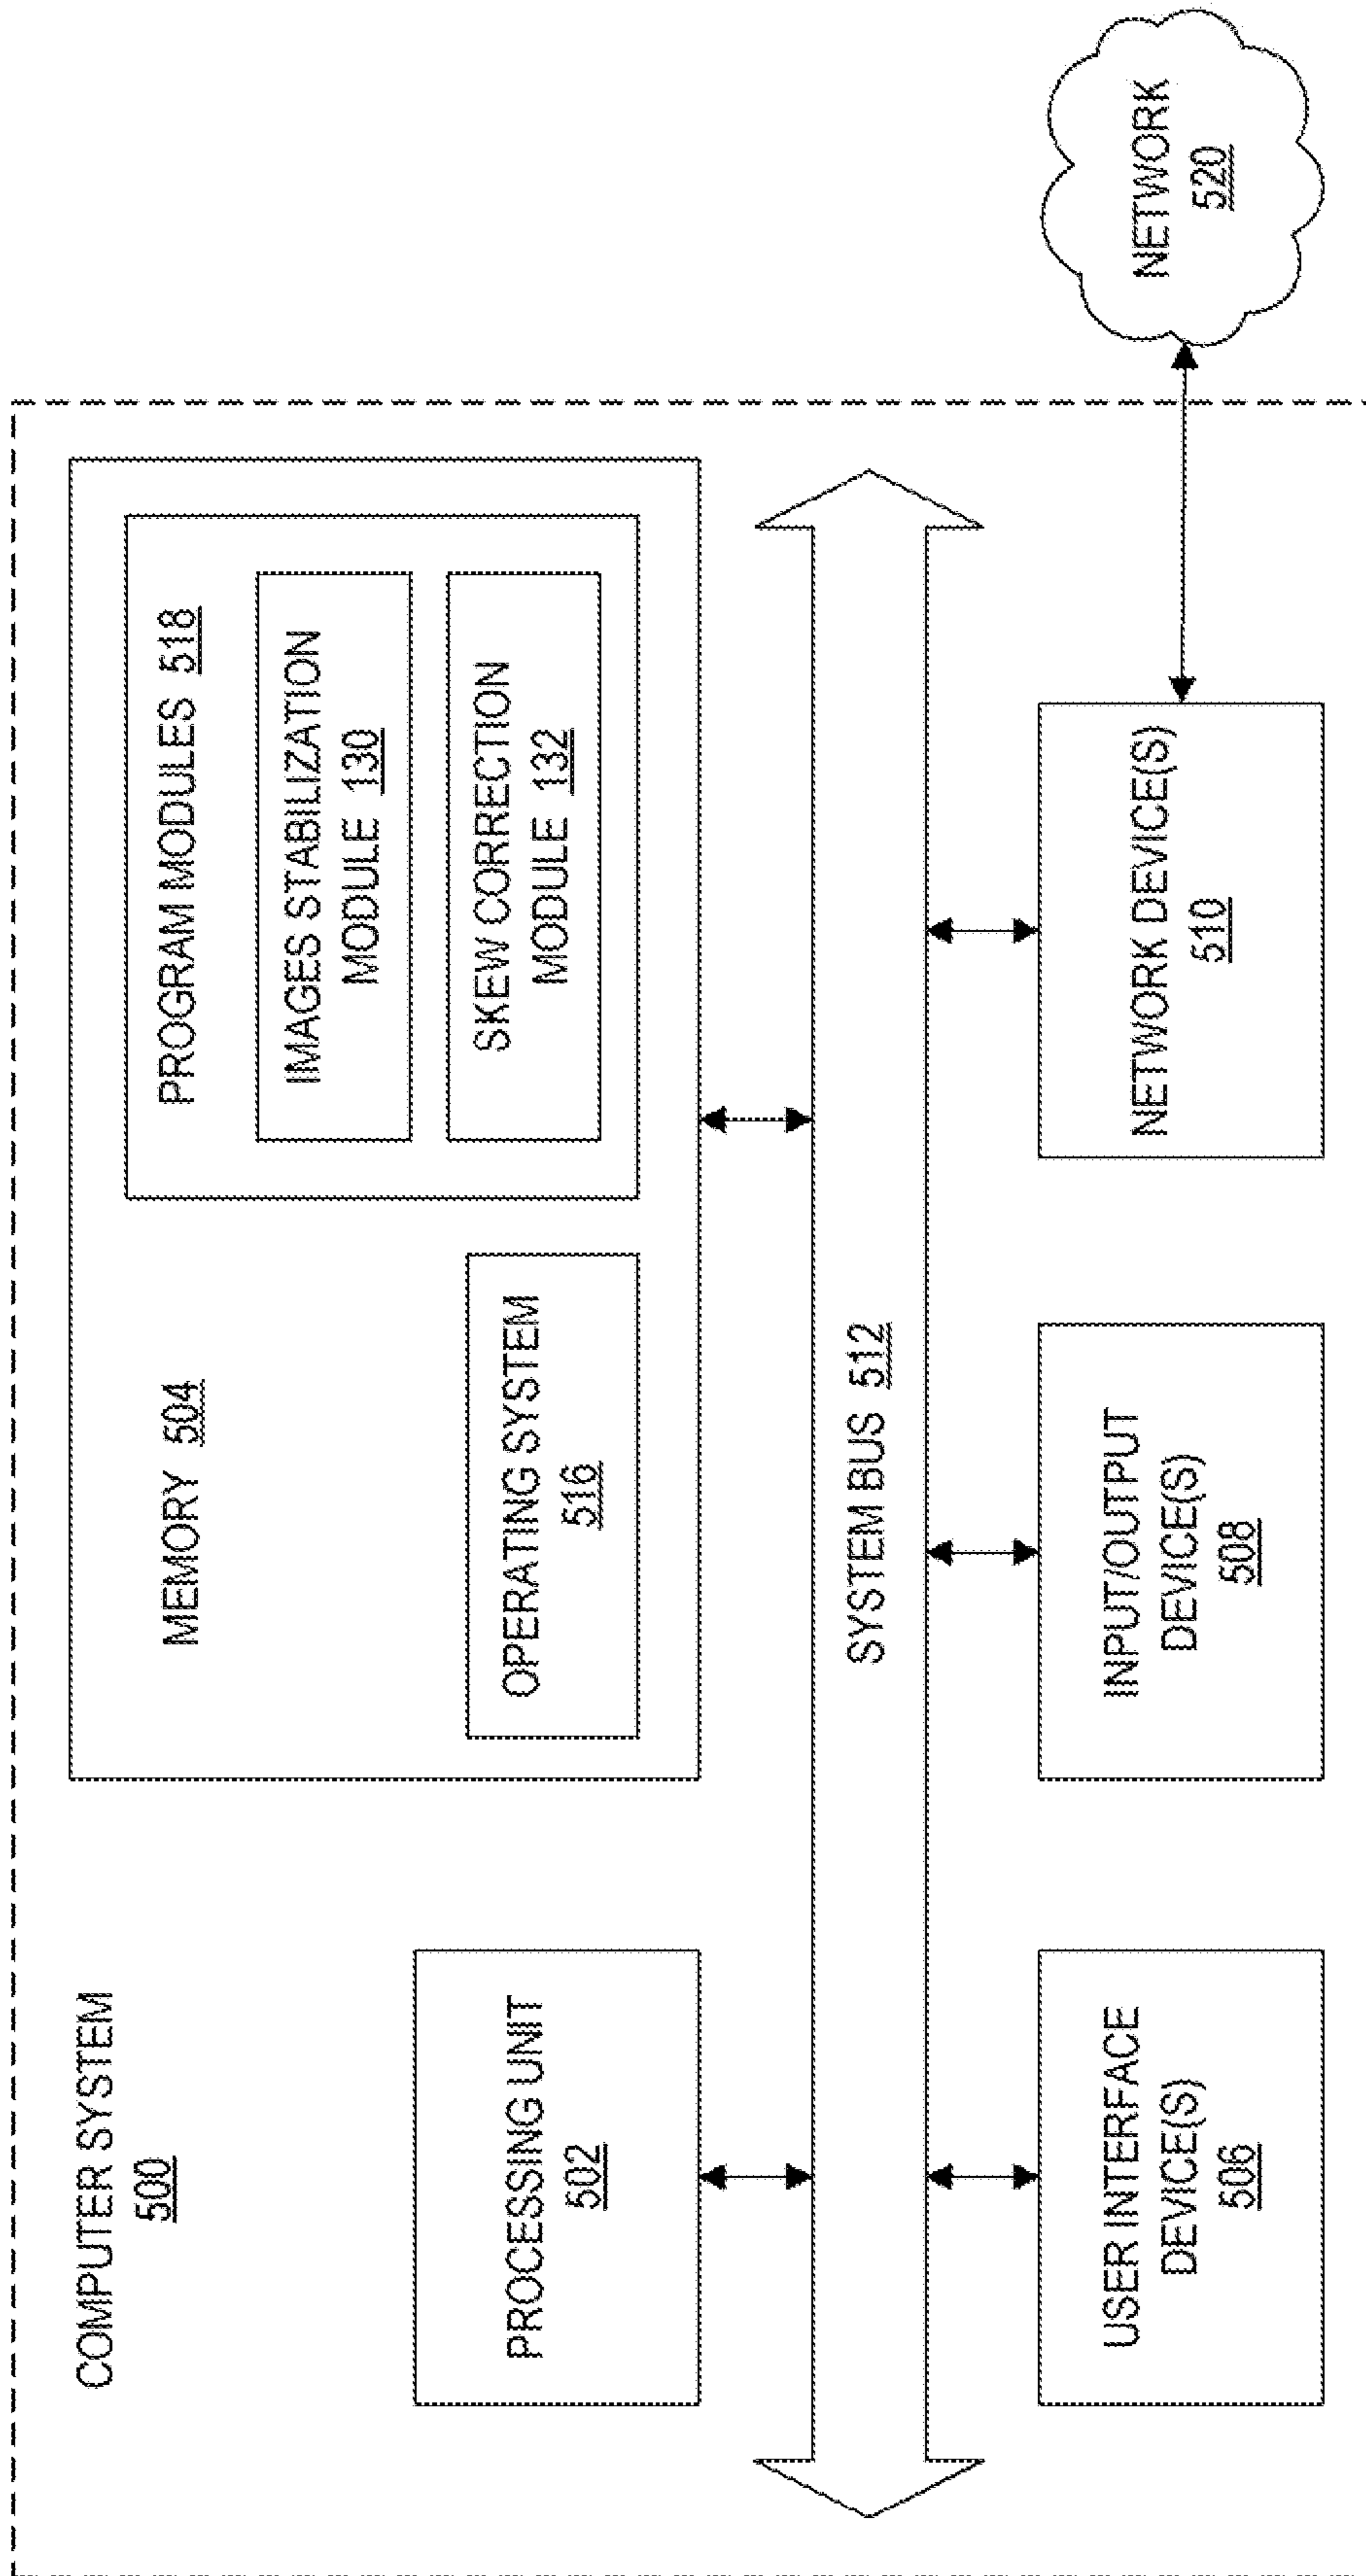 COMPUTER SYSTEM
500
PROCESSING UNIT
502
MEMORY 504
OPERATING SYSTEM
516
PROGRAM MODULES 518
IMAGES STABILIZATION
MODULE 130
SKEW CORRECTION
MODULE 132
SYSTEM BUS 512
USER INTERFACE
DEVICE(S)
506
INPUT/OUTPUT
DEVICE(S)
508
NETWORK DEVICE(S)
510
NETWORK
520